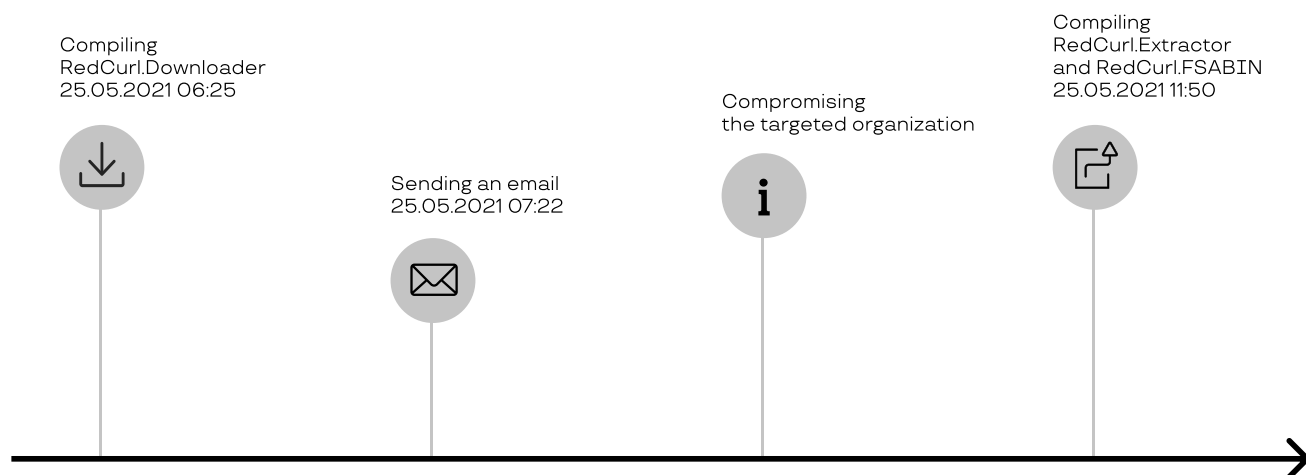 Compiling
RedCurl.Downloader
25.05.2021 06:25
Sending an email
25.05.2021 07:22
Compromising
the targeted organization
Compiling
RedCurl.Extractor
and RedCurl.FSABIN
25.05.2021 11:50